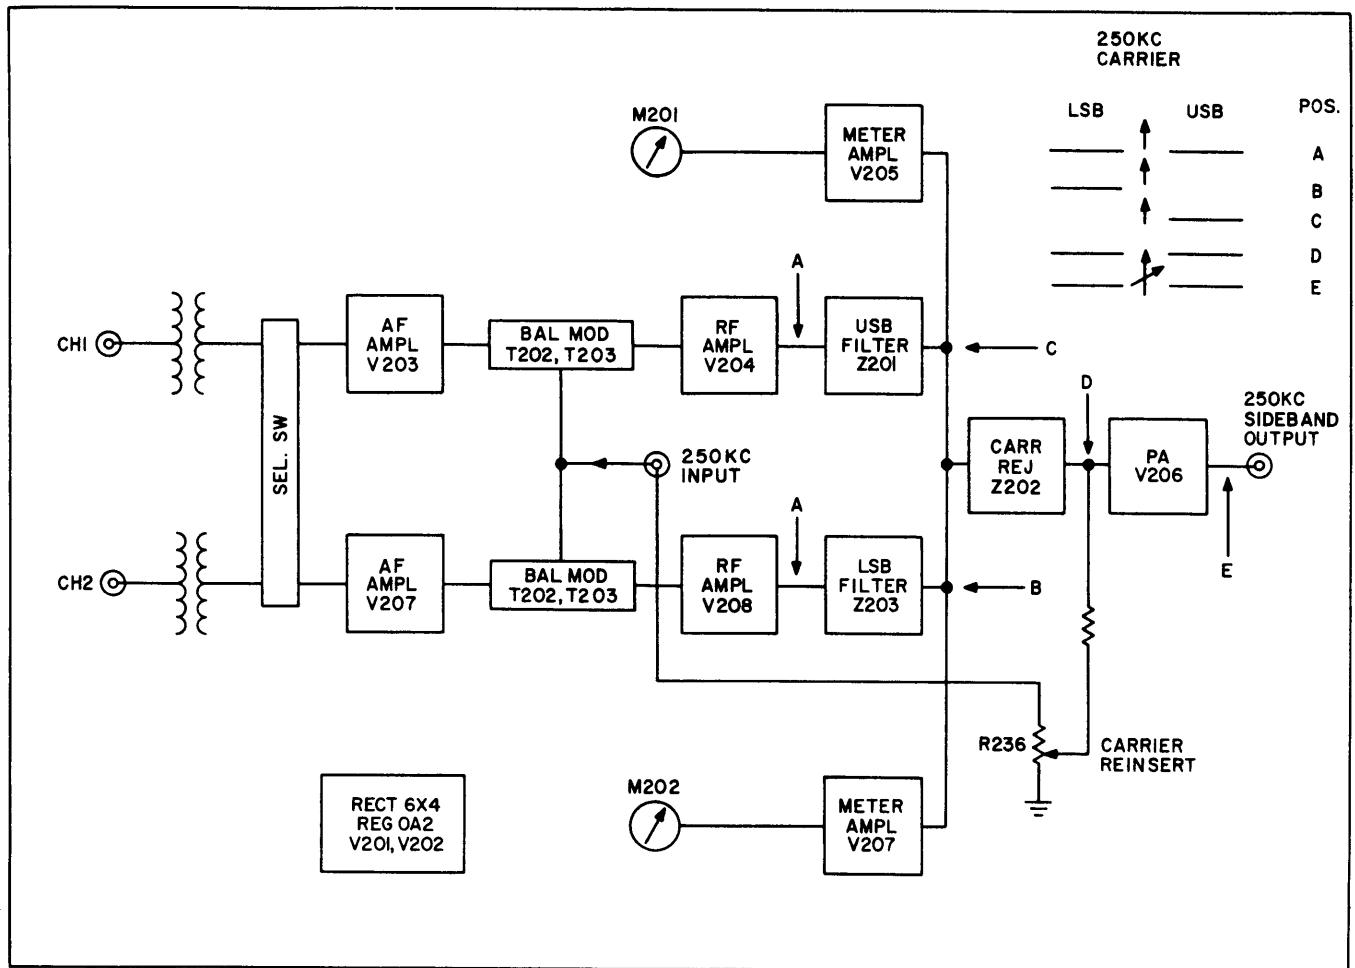 250KC
CARRIER
LSB
USB
POS.
A
B
C
D
E
M201
METER
AMPL
V205
A
CH1
SEL. SW
AF
AMPL
V203
BAL MOD
T202, T203
RF
AMPL
V204
USB
FILTER
Z201
C
D
250KC
SIDEBAND
OUTPUT
250KC
INPUT
CARR
REJ
Z202
PA
V206
E
A
CH2
AF
AMPL
V207
BAL MOD
T202, T203
RF
AMPL
V208
LSB
FILTER
Z203
B
R236
CARRIER
REINSERT
RECT 6X4
REG OA2
V201, V202
M202
METER
AMPL
V207